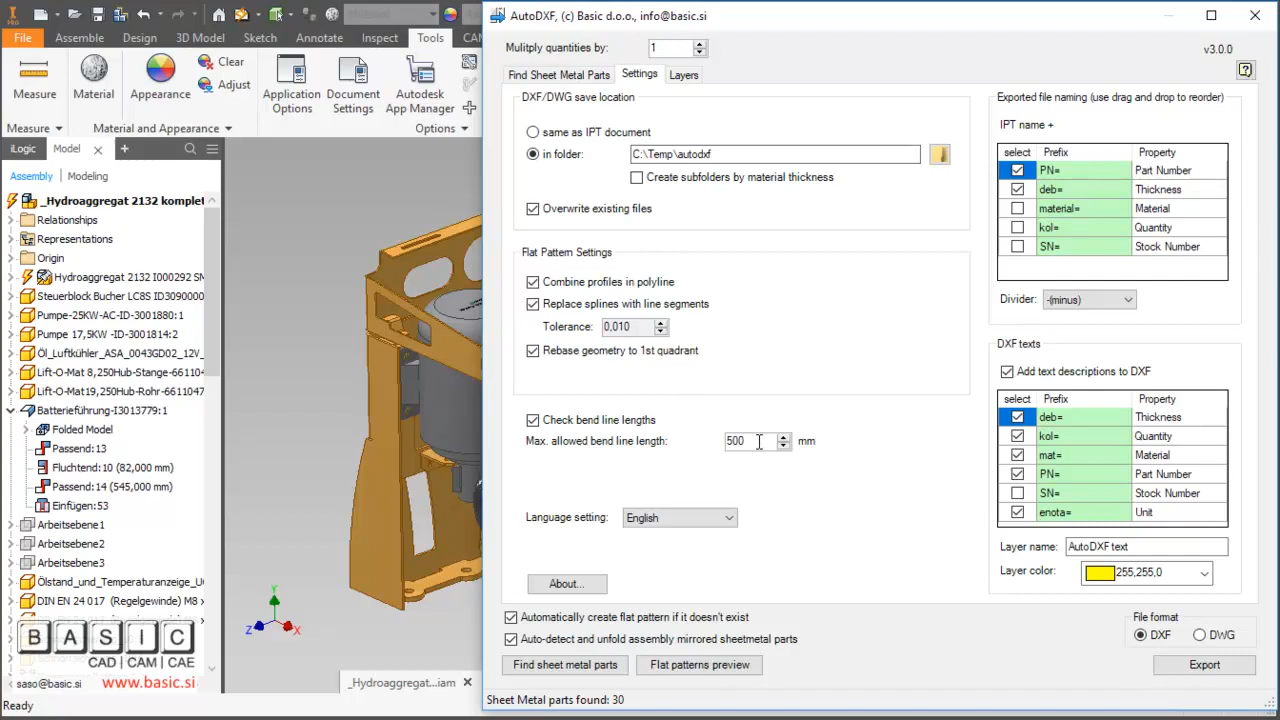 AutoDXF, (c) Basic d.o.o., info@basic.si
PRO
File Assemble Design 3D Model Sketch Annotate Inspect Tools CA
Measure
Material
Appearance
Clear
Adjust
Application Options
Document Settings
Autodesk App Manager
Measure Material and Appearance Options
iLogic Model
Assembly Modeling
_Hydroaggregat 2132 komplet
Relationships
Representations
Origin
Hydroaggregat 2132 I000292 SM
Steuerblock Bucher LC8S ID3090000
Pumpe-25KW-AC-ID-3001880:1
Pumpe 17,5KW -ID-3001814:2
Öl_Luftkühler_ASA_0043GD02_12V_
Lift-O-Mat 8,250Hub-Stange-66110­4
Lift-O-Mat19,250Hub-Rohr-661104
Batterieführung-I3013779:1
Folded Model
Passend:13
Fluchtend:10 (82,000 mm)
Passend:14 (545,000 mm)
Einfügen:53
Arbeitsebene1
Arbeitsebene2
Arbeitsebene3
Ölstand_und_Temperaturanzeige_U
DIN EN 24 017 (Regelgewinde) M8 x
BASIC
CAD | CAM | CAE
saso@basic.si www.basic.si
Ready
Y
Z X
_Hydroaggregat...iam
Mulitply quantities by: 1
v3.0.0
Find Sheet Metal Parts Settings Layers
DXF/DWG save location
same as IPT document
in folder: C:\Temp\autodxf
Create subfolders by material thickness
Overwrite existing files
Flat Pattern Settings
Combine profiles in polyline
Replace splines with line segments
Tolerance: 0,010
Rebase geometry to 1st quadrant
Check bend line lengths
Max. allowed bend line length: 500 mm
Language setting: English
About...
Exported file naming (use drag and drop to reorder)
IPT name +
select Prefix Property
PN= Part Number
deb= Thickness
material= Material
kol= Quantity
SN= Stock Number
Divider: -(minus)
DXF texts
Add text descriptions to DXF
select Prefix Property
deb= Thickness
kol= Quantity
mat= Material
PN= Part Number
SN= Stock Number
enota= Unit
Layer name: AutoDXF text
Layer color: 255,255,0
Automatically create flat pattern if it doesn't exist
Auto-detect and unfold assembly mirrored sheetmetal parts
File format
DXF DWG
Find sheet metal parts Flat patterns preview Export
Sheet Metal parts found: 30